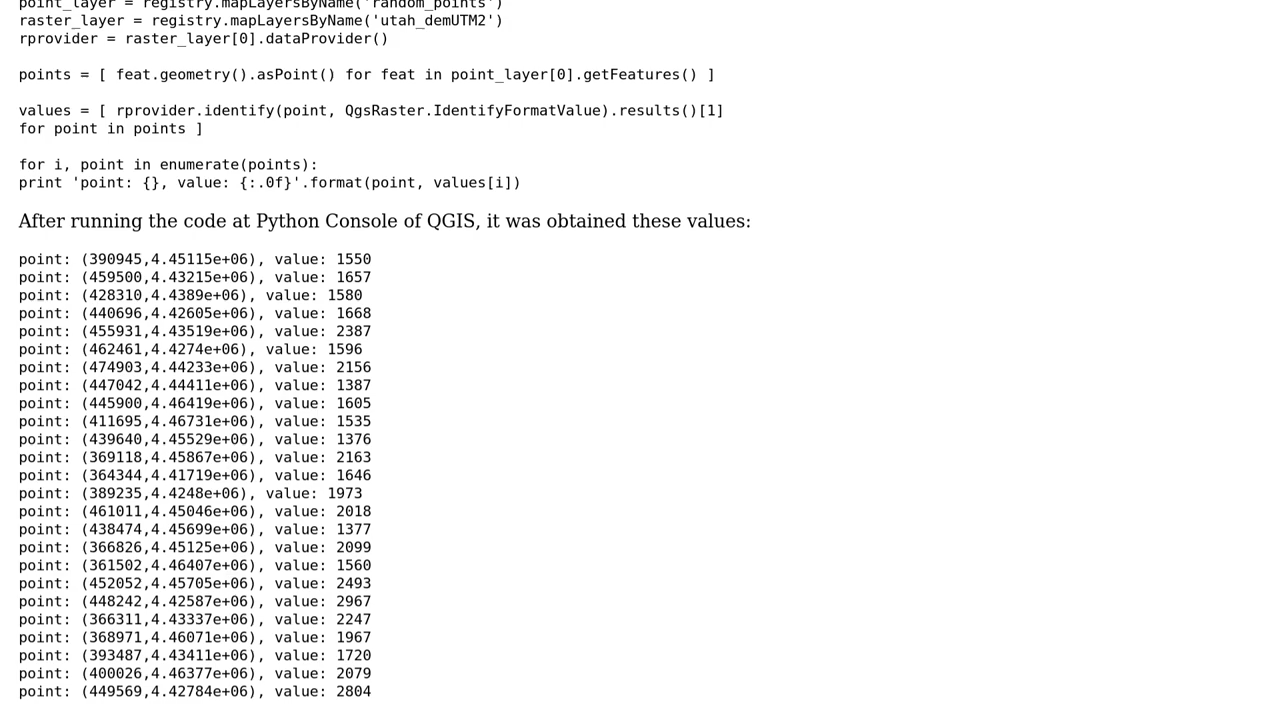 point_layer = registry.mapLayersByName('random_points')
raster_layer = registry.mapLayersByName('utah_demUTM2')
rprovider = raster_layer[0].dataProvider()
points = [ feat.geometry().asPoint() for feat in point_layer[0].getFeatures() ]
values = [ rprovider.identify(point, QgsRaster.IdentifyFormatValue).results()[1]
for point in points ]
for i, point in enumerate(points):
print 'point: {}, value: {:.0f}'.format(point, values[i])
After running the code at Python Console of QGIS, it was obtained these values:
point: (390945,4.45115e+06), value: 1550
point: (459500,4.43215e+06), value: 1657
point: (428310,4.4389e+06), value: 1580
point: (440696,4.42605e+06), value: 1668
point: (455931,4.43519e+06), value: 2387
point: (462461,4.4274e+06), value: 1596
point: (474903,4.44233e+06), value: 2156
point: (447042,4.44411e+06), value: 1387
point: (445900,4.46419e+06), value: 1605
point: (411695,4.46731e+06), value: 1535
point: (439640,4.45529e+06), value: 1376
point: (369118,4.45867e+06), value: 2163
point: (364344,4.41719e+06), value: 1646
point: (389235,4.4248e+06), value: 1973
point: (461011,4.45046e+06), value: 2018
point: (438474,4.45699e+06), value: 1377
point: (366826,4.45125e+06), value: 2099
point: (361502,4.46407e+06), value: 1560
point: (452052,4.45705e+06), value: 2493
point: (448242,4.42587e+06), value: 2967
point: (366311,4.43337e+06), value: 2247
point: (368971,4.46071e+06), value: 1967
point: (393487,4.43411e+06), value: 1720
point: (400026,4.46377e+06), value: 2079
point: (449569,4.42784e+06), value: 2804